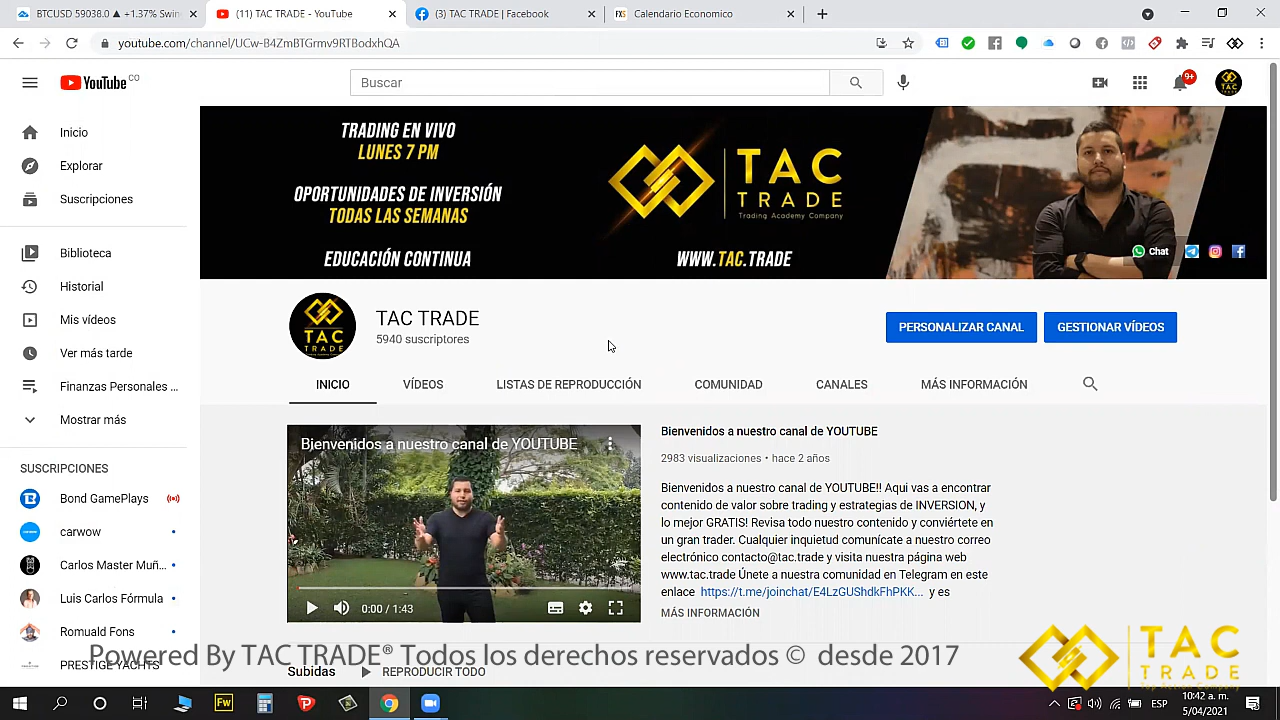 BTCUSD 59038.0 ▲ +1.37% Swin
(11) TAC TRADE - YouTube
(3) TAC TRADE | Facebook
Calendario Economico
youtube.com/channel/UCw-B4ZmBTGrmv9RTBodxhQA
YouTube CO
Buscar
9+
Inicio
Explorar
Suscripciones
Biblioteca
Historial
Mis vídeos
Ver más tarde
Finanzas Personales ...
Mostrar más
SUSCRIPCIONES
Bond GamePlays
carwow
Carlos Master Muñ...
Luis Carlos Fórmula
Romuald Fons
PRESTIGE YACHTS
TRADING EN VIVO
LUNES 7 PM
OPORTUNIDADES DE INVERSIÓN
TODAS LAS SEMANAS
EDUCACIÓN CONTINUA
TAC
TRADE
Trading Academy Company
WWW.TAC.TRADE
Chat
TAC TRADE
5940 suscriptores
PERSONALIZAR CANAL
GESTIONAR VÍDEOS
INICIO
VÍDEOS
LISTAS DE REPRODUCCIÓN
COMUNIDAD
CANALES
MÁS INFORMACIÓN
Bienvenidos a nuestro canal de YOUTUBE
0:00 / 1:43
Bienvenidos a nuestro canal de YOUTUBE
2983 visualizaciones • hace 2 años
Bienvenidos a nuestro canal de YOUTUBE!! Aqui vas a encontrar
contenido de valor sobre trading y estrategias de INVERSION, y
lo mejor GRATIS! Revisa todo nuestro contenido y conviértete en
un gran trader. Cualquier inquietud comunícate a nuestro correo
electrónico contacto@tac.trade y visita nuestra página web
www.tac.trade Únete a nuestra comunidad en Telegram en este
enlace https://t.me/joinchat/E4LzGUShdkFhPKK... y es
MÁS INFORMACIÓN
Powered By TAC TRADE® Todos los derechos reservados © desde 2017
TAC
TRADE
Top Action Company
Subidas
REPRODUCIR TODO
Fw
ESP
10:42 a. m.
5/04/2021